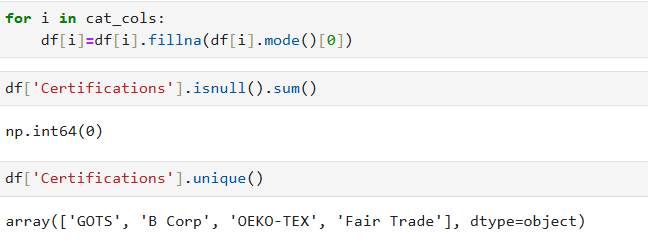 for i in cat_cols:
    df[i]=df[i].fillna(df[i].mode()[0])
df['Certifications'].isnull().sum()
np.int64(0)
df['Certifications'].unique()
array(['GOTS', 'B Corp', 'OEKO-TEX', 'Fair Trade'], dtype=object)